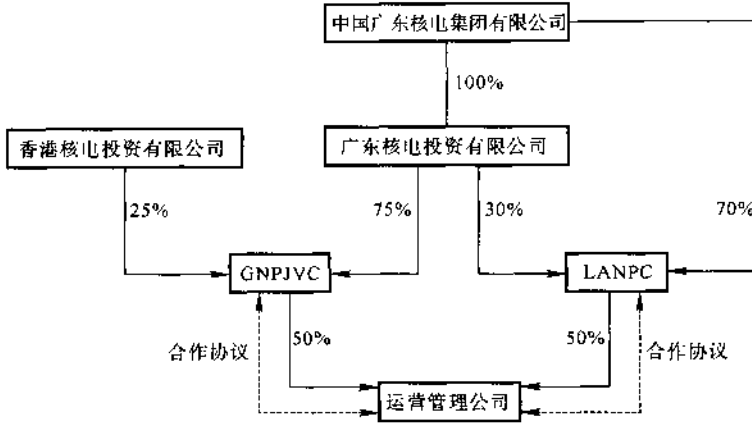 中国广东核电集团有限公司
100%
香港核电投资有限公司
广东核电投资有限公司
25%
75%
30%
70%
GNPJVC
LANPC
合作协议
50%
50%
合作协议
运营管理公司